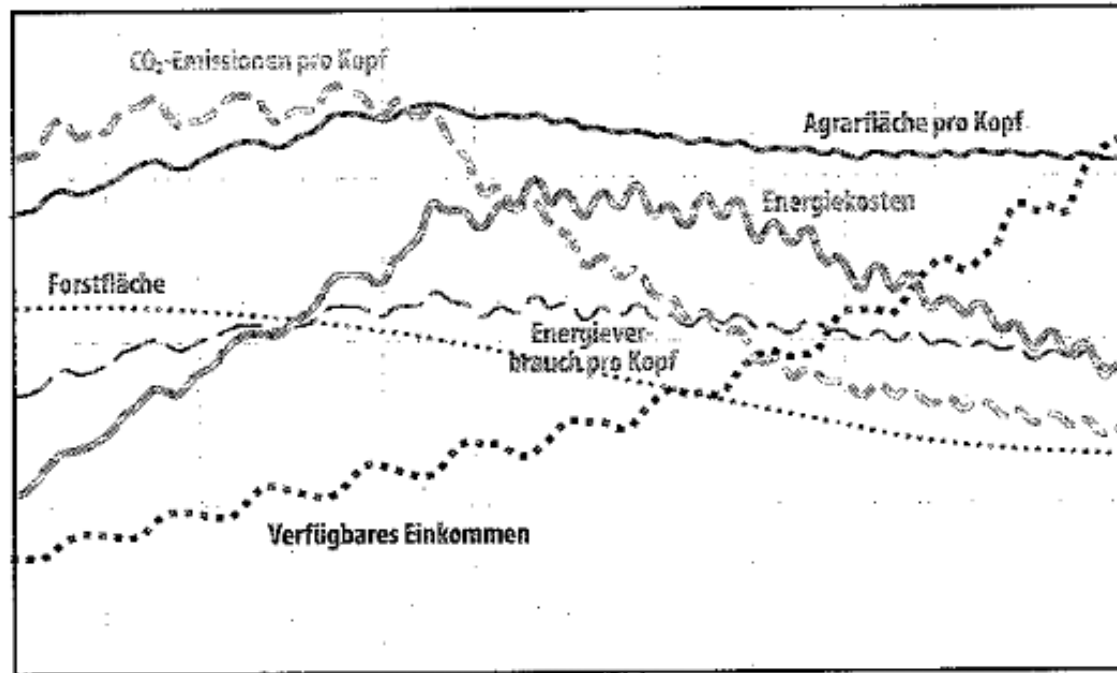 CO₂-Emissionen pro Kopf
Agrarfläche pro Kopf
Energiekosten
Forstfläche
Energiever-
brauch pro Kopf
Verfügbares Einkommen